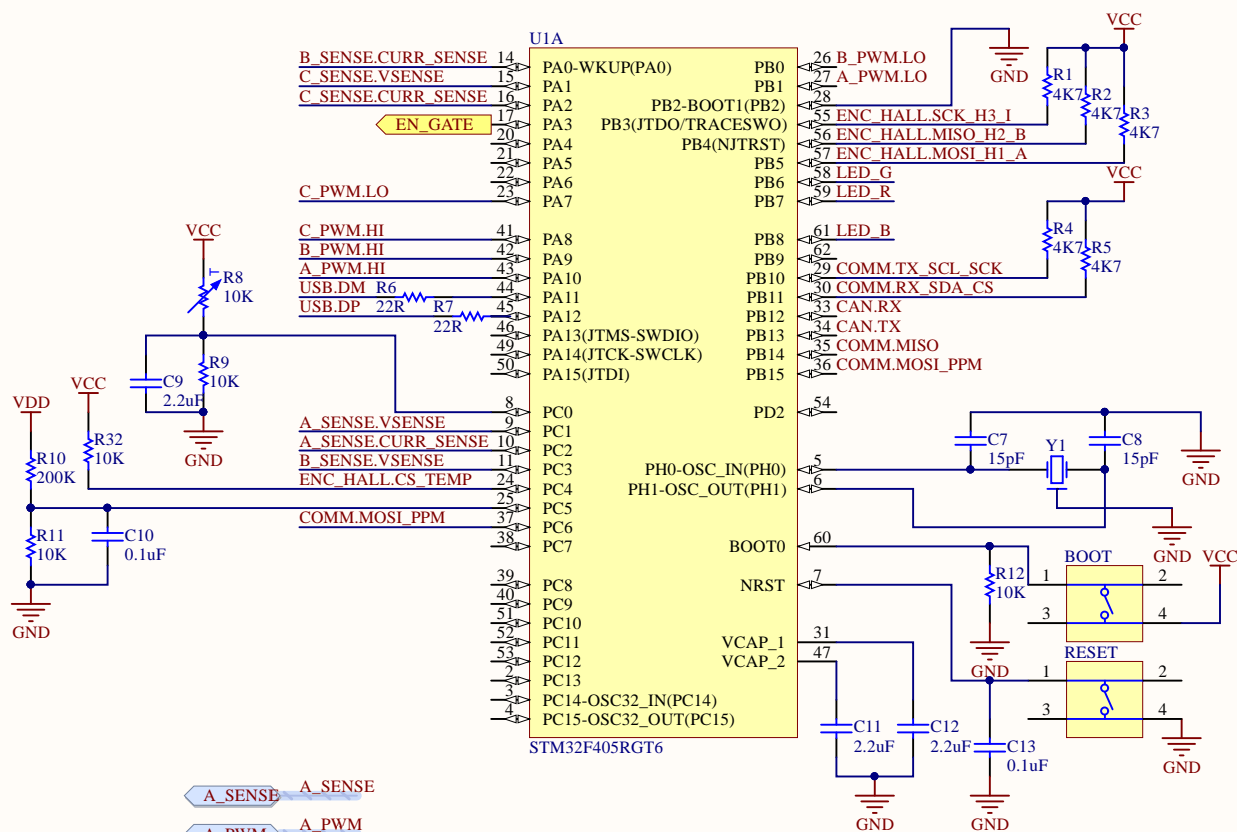 U1A
B_SENSE.CURR_SENSE 14 PA0-WKUP(PA0)
C_SENSE.VSENSE 15 PA1
C_SENSE.CURR_SENSE 16 PA2
EN_GATE 17 PA3
20 PA4
21 PA5
22 PA6
C_PWM.LO 23 PA7
C_PWM.HI 41 PA8
B_PWM.HI 42 PA9
A_PWM.HI 43 PA10
USB.DM R6 22R 44 PA11
USB.DP R7 22R 45 PA12
46 PA13(JTMS-SWDIO)
49 PA14(JTCK-SWCLK)
50 PA15(JTDI)
8 PC0
A_SENSE.VSENSE 9 PC1
A_SENSE.CURR_SENSE 10 PC2
B_SENSE.VSENSE 11 PC3
ENC_HALL.CS_TEMP 24 PC4
25 PC5
COMM.MOSI_PPM 37 PC6
38 PC7
39 PC8
40 PC9
51 PC10
52 PC11
53 PC12
2 PC13
3 PC14-OSC32_IN(PC14)
4 PC15-OSC32_OUT(PC15)
STM32F405RGT6
PB0 26 B_PWM.LO
PB1 27 A_PWM.LO
PB2-BOOT1(PB2) 28
PB3(JTDO/TRACESWO) 55 ENC_HALL.SCK_H3_I
PB4(NJTRST) 56 ENC_HALL.MISO_H2_B
PB5 57 ENC_HALL.MOSI_H1_A
PB6 58 LED_G
PB7 59 LED_R
PB8 61 LED_B
PB9 62
PB10 29 COMM.TX_SCL_SCK
PB11 30 COMM.RX_SDA_CS
PB12 33 CAN.RX
PB13 34 CAN.TX
PB14 35 COMM.MISO
PB15 36 COMM.MOSI_PPM
PD2 54
PH0-OSC_IN(PH0) 5
PH1-OSC_OUT(PH1) 6
BOOT0 60
NRST 7
VCAP_1 31
VCAP_2 47
GND
VCC
R1
4K7
R2
4K7
R3
4K7
VCC
R4
4K7
R5
4K7
VCC
T
R8
10K
R9
10K
C9
2.2uF
GND
VDD
VCC
R32
10K
R10
200K
R11
10K
C10
0.1uF
GND
C7
15pF
Y1
C8
15pF
GND
GND
R12
10K
GND
BOOT
1 2
3 4
VCC
RESET
1 2
3 4
GND
C11
2.2uF
C12
2.2uF
GND
C13
0.1uF
GND
A_SENSE A_SENSE
A_PWM A_PWM